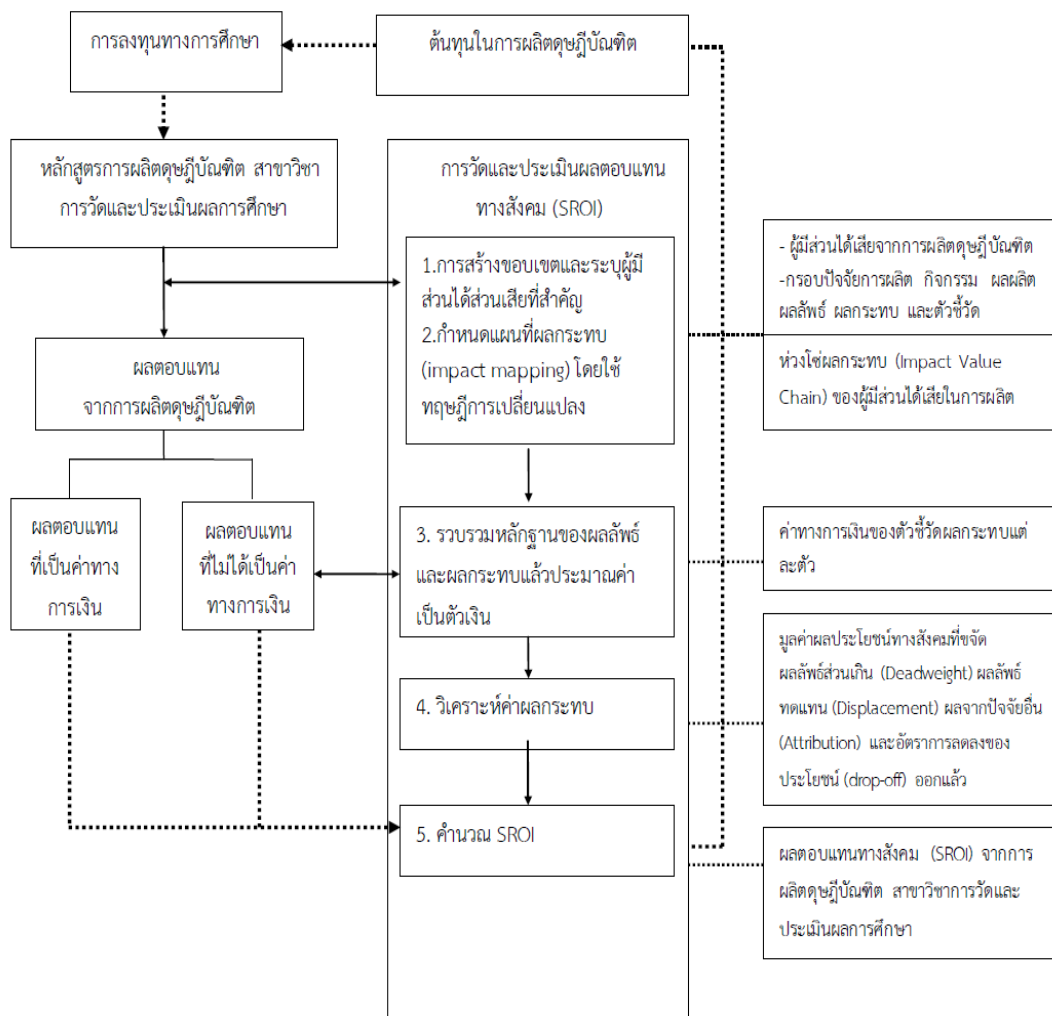 การลงทุนทางการศึกษา
ต้นทุนในการผลิตดุษฎีบัณฑิต
หลักสูตรการผลิตดุษฎีบัณฑิต สาขาวิชา
การวัดและประเมินผลการศึกษา
ผลตอบแทน
จากการผลิตดุษฎีบัณฑิต
ผลตอบแทน
ที่เป็นค่าทาง
การเงิน
ผลตอบแทน
ที่ไม่ได้เป็นค่า
ทางการเงิน
การวัดและประเมินผลตอบแทน
ทางสังคม (SROI)
1.การสร้างขอบเขตและระบุผู้มี
ส่วนได้ส่วนเสียที่สำคัญ
2.กำหนดแผนที่ผลกระทบ
(impact mapping) โดยใช้
ทฤษฎีการเปลี่ยนแปลง
3. รวบรวมหลักฐานของผลลัพธ์
และผลกระทบแล้วประมาณค่า
เป็นตัวเงิน
4. วิเคราะห์ค่าผลกระทบ
5. คำนวณ SROI
- ผู้มีส่วนได้เสียจากการผลิตดุษฎีบัณฑิต
-กรอบปัจจัยการผลิต กิจกรรม ผลผลิต
ผลลัพธ์ ผลกระทบ และตัวชี้วัด
ห่วงโซ่ผลกระทบ (Impact Value
Chain) ของผู้มีส่วนได้เสียในการผลิต
ค่าทางการเงินของตัวชี้วัดผลกระทบแต่
ละตัว
มูลค่าผลประโยชน์ทางสังคมที่ขจัด
ผลลัพธ์ส่วนเกิน (Deadweight) ผลลัพธ์
ทดแทน (Displacement) ผลจากปัจจัยอื่น
(Attribution) และอัตราการลดลงของ
ประโยชน์ (drop-off) ออกแล้ว
ผลตอบแทนทางสังคม (SROI) จากการ
ผลิตดุษฎีบัณฑิต สาขาวิชาการวัดและ
ประเมินผลการศึกษา